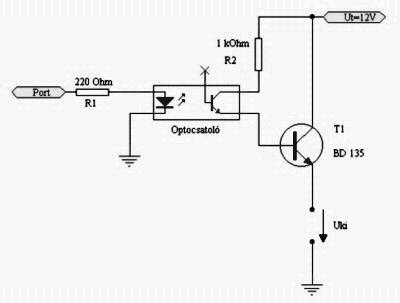 Ut=12V
1 kOhm
R2
220 Ohm
Port
R1
Optocsatoló
T1
BD 135
Uki